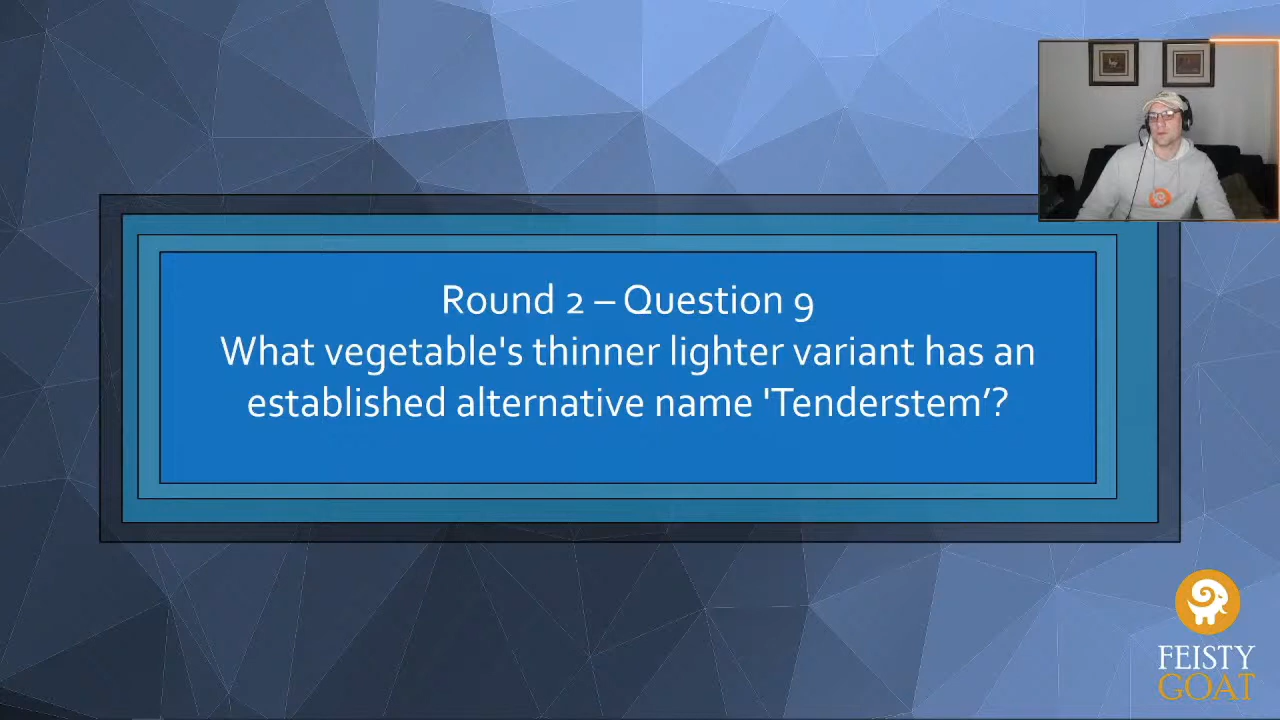 Round 2 – Question 9
What vegetable's thinner lighter variant has an
established alternative name 'Tenderstem’?
FEISTY
GOAT